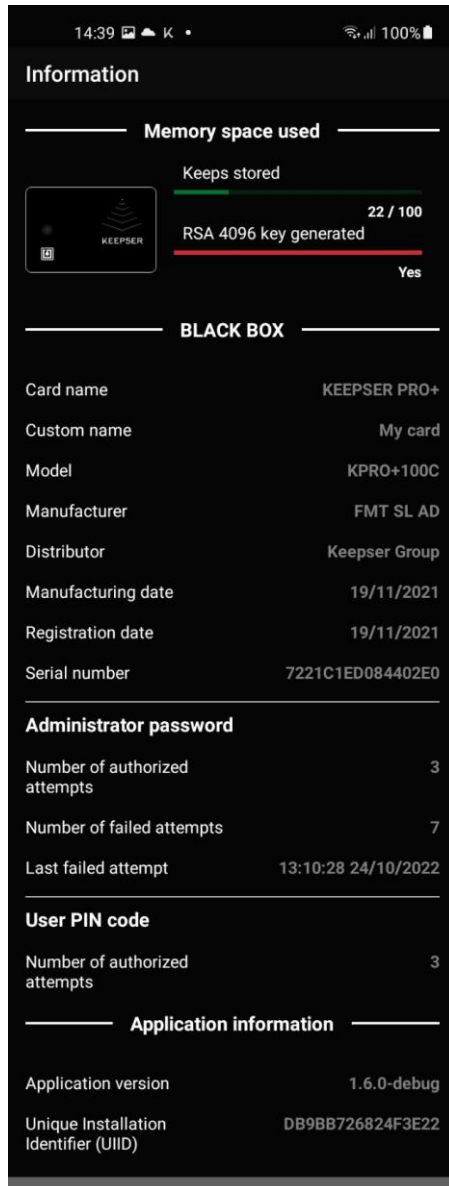 14:39 K •
100%
Information
Memory space used
Keeps stored
22 / 100
KEEPSER
RSA 4096 key generated
Yes
BLACK BOX
Card name KEEPSER PRO+
Custom name My card
Model KPRO+100C
Manufacturer FMT SL AD
Distributor Keepser Group
Manufacturing date 19/11/2021
Registration date 19/11/2021
Serial number 7221C1ED084402E0
Administrator password
Number of authorized 3
attempts
Number of failed attempts 7
Last failed attempt 13:10:28 24/10/2022
User PIN code
Number of authorized 3
attempts
Application information
Application version 1.6.0-debug
Unique Installation DB9BB726824F3E22
Identifier (UIID)